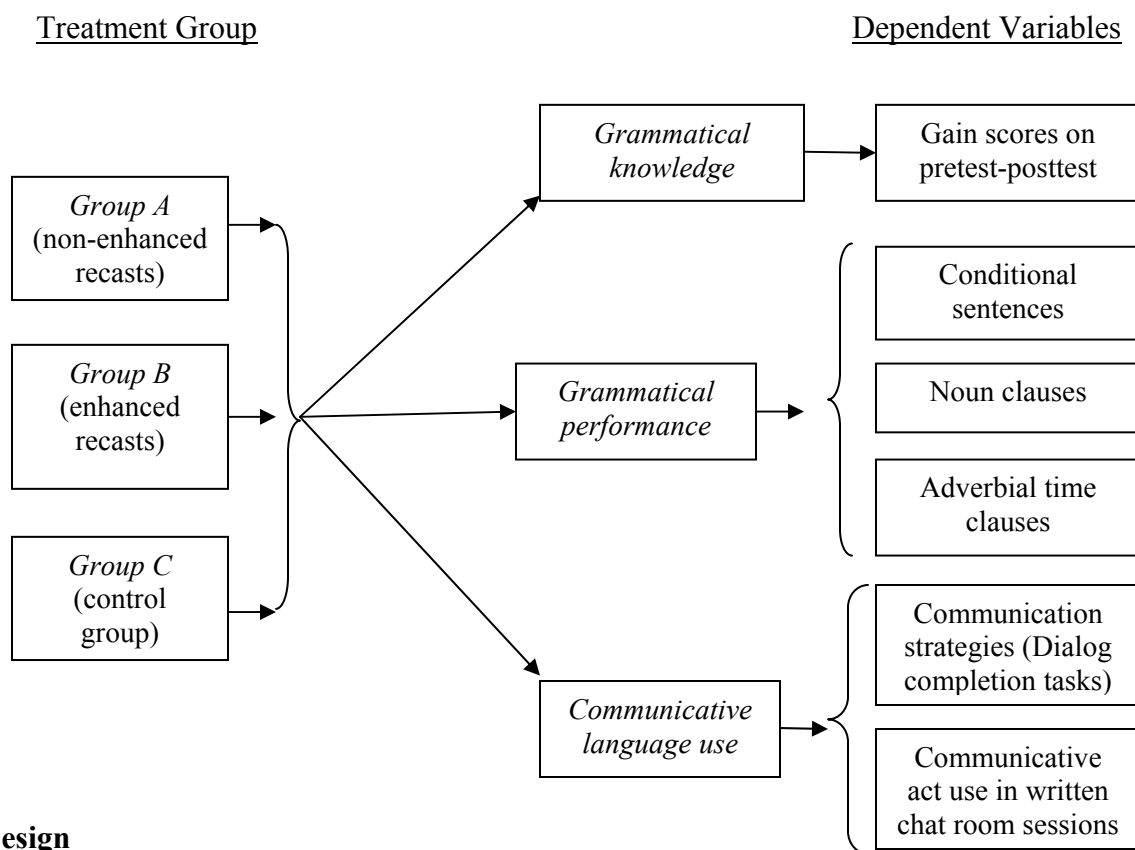 Treatment Group
Dependent Variables
Group A
(non-enhanced
recasts)
Group B
(enhanced
recasts)
Group C
(control
group)
Grammatical
knowledge
Grammatical
performance
Communicative
language use
Gain scores on
pretest-posttest
Conditional
sentences
Noun clauses
Adverbial time
clauses
Communication
strategies (Dialog
completion tasks)
Communicative
act use in written
chat room sessions
esign